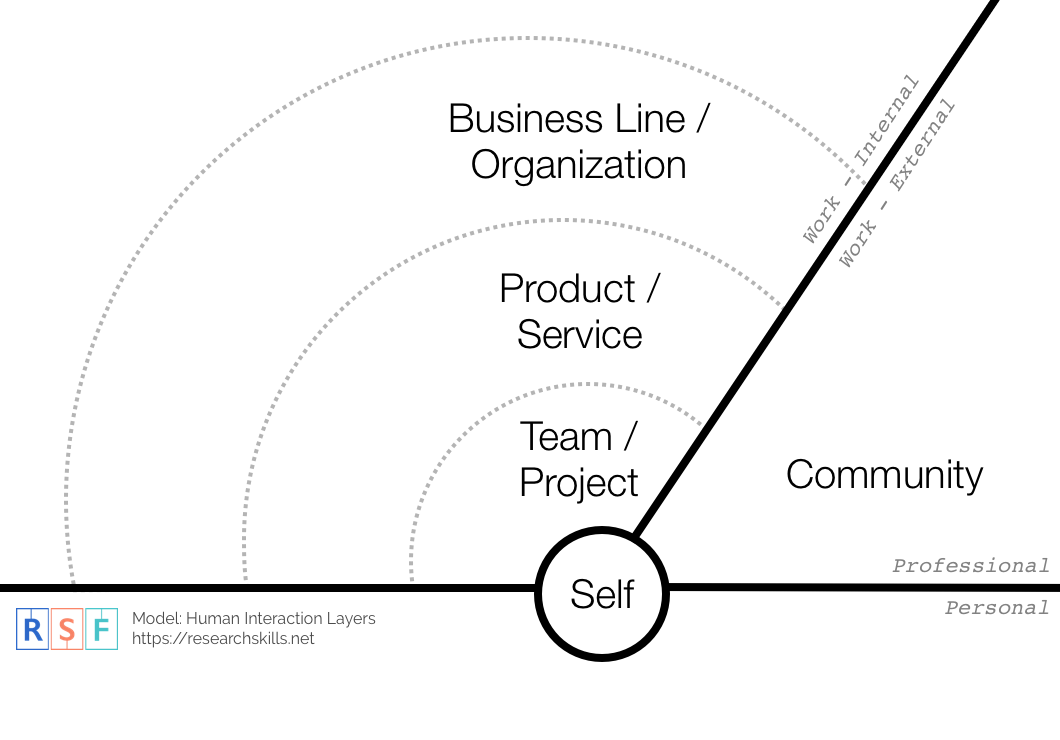 Business Line /
Organization
Work - Internal
Work - External
Product /
Service
Team /
Project
Community
Self
Professional
Personal
R S F
Model: Human Interaction Layers
https://researchskills.net